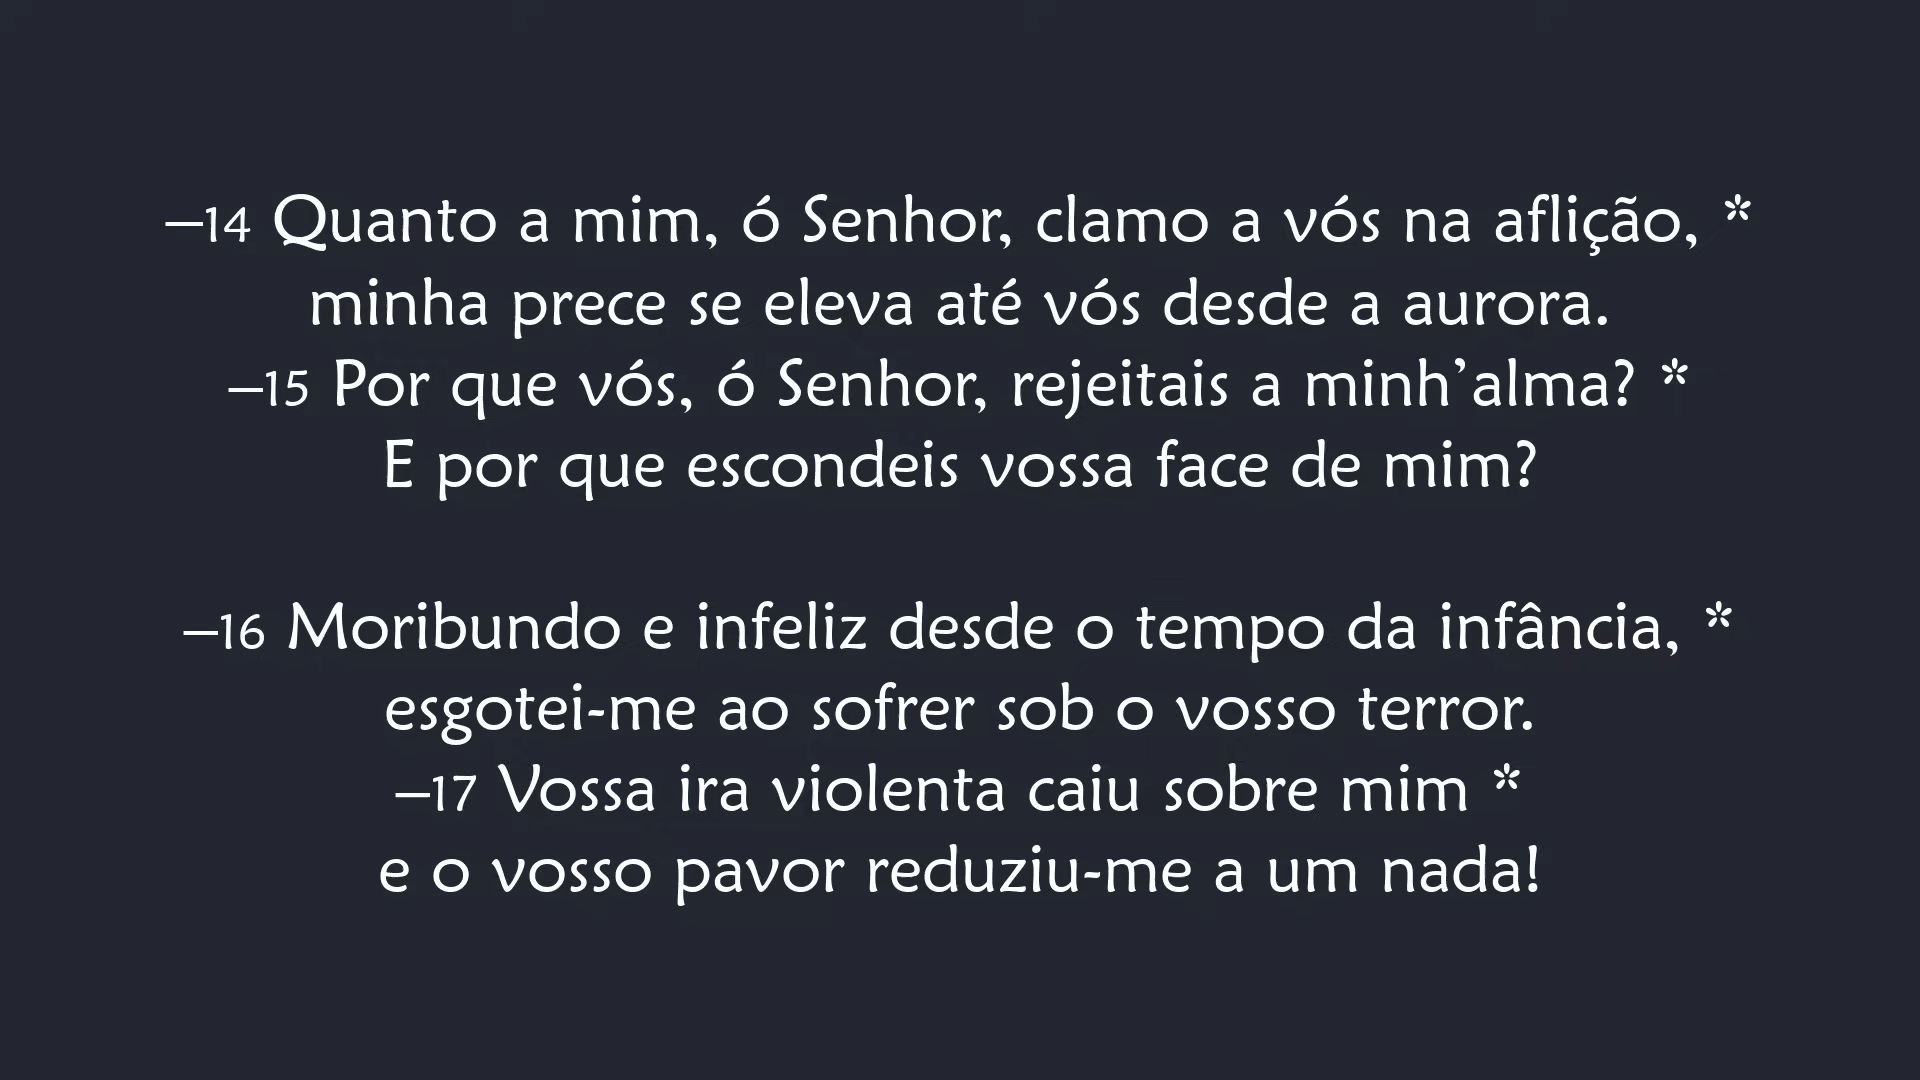 –14 Quanto a mim, ó Senhor, clamo a vós na aflição, *
minha prece se eleva até vós desde a aurora.
–15 Por que vós, ó Senhor, rejeitais a minh’alma? *
E por que escondeis vossa face de mim?
–16 Moribundo e infeliz desde o tempo da infância, *
esgotei-me ao sofrer sob o vosso terror.
–17 Vossa ira violenta caiu sobre mim *
e o vosso pavor reduziu-me a um nada!